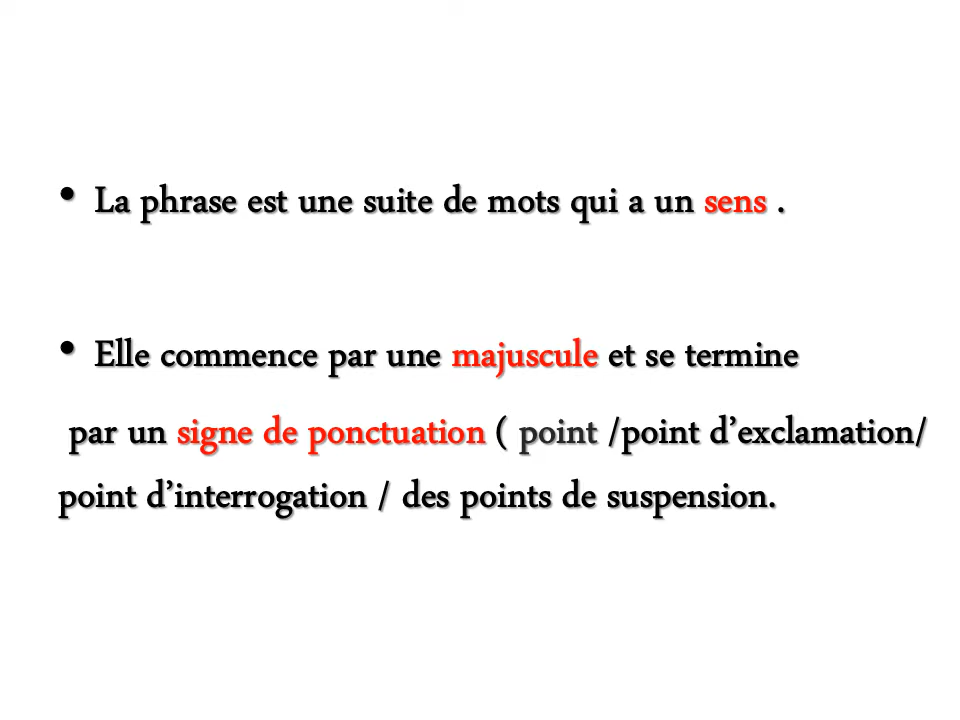 • La phrase est une suite de mots qui a un sens .
• Elle commence par une majuscule et se termine
par un signe de ponctuation ( point /point d’exclamation/
point d’interrogation / des points de suspension.